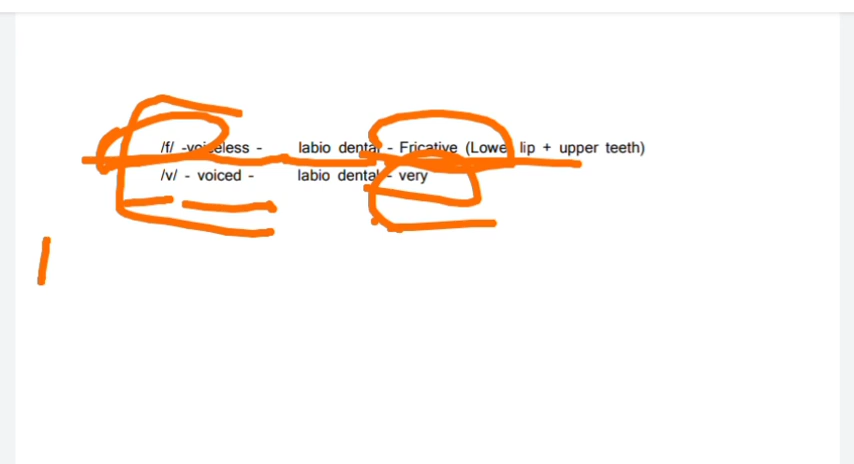 /f/ -voiceless - labio dental - Fricative (Lower lip + upper teeth)
/v/ - voiced - labio dental - very